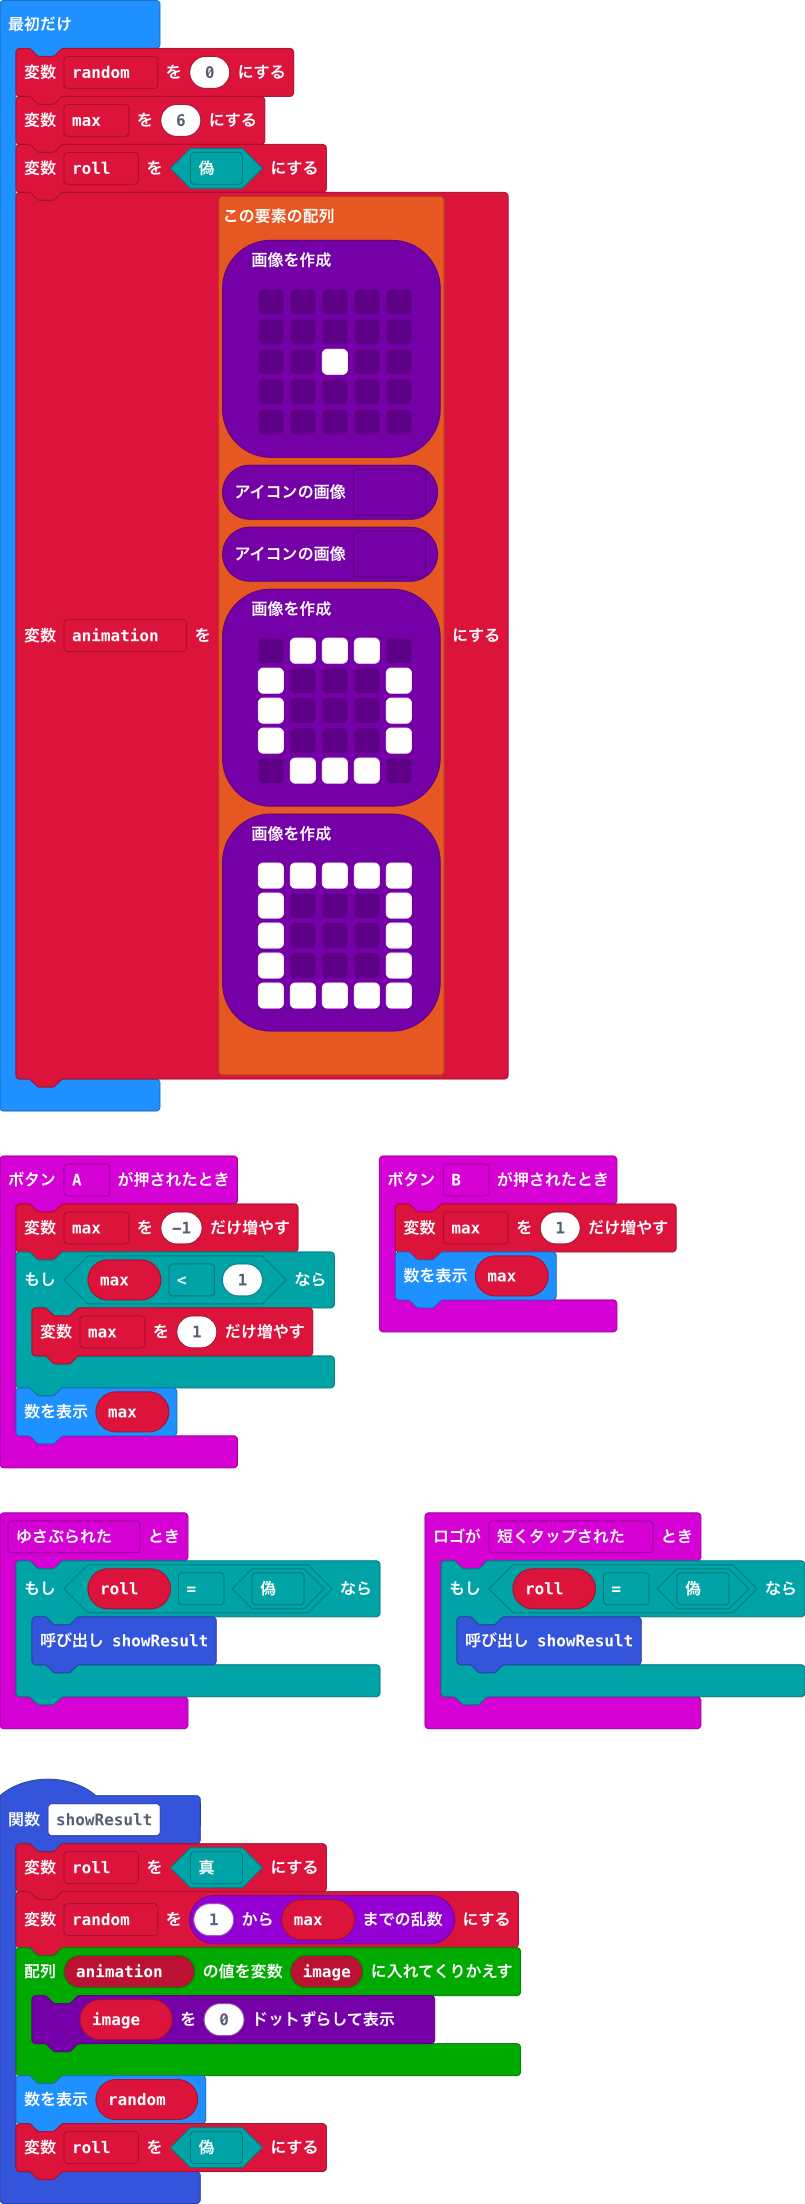 最初だけ
変数 random を 0 にする
変数 max を 6 にする
変数 roll を 偽 にする
変数 animation を この要素の配列 にする
画像を作成
アイコンの画像
アイコンの画像
画像を作成
画像を作成
ボタン A が押されたとき
変数 max を -1 だけ増やす
もし max < 1 なら
変数 max を 1 だけ増やす
数を表示 max
ボタン B が押されたとき
変数 max を 1 だけ増やす
数を表示 max
ゆさぶられた とき
もし roll = 偽 なら
呼び出し showResult
ロゴが 短くタップされた とき
もし roll = 偽 なら
呼び出し showResult
関数 showResult
変数 roll を 真 にする
変数 random を 1 から max までの乱数 にする
配列 animation の値を変数 image に入れてくりかえす
image を 0 ドットずらして表示
数を表示 random
変数 roll を 偽 にする